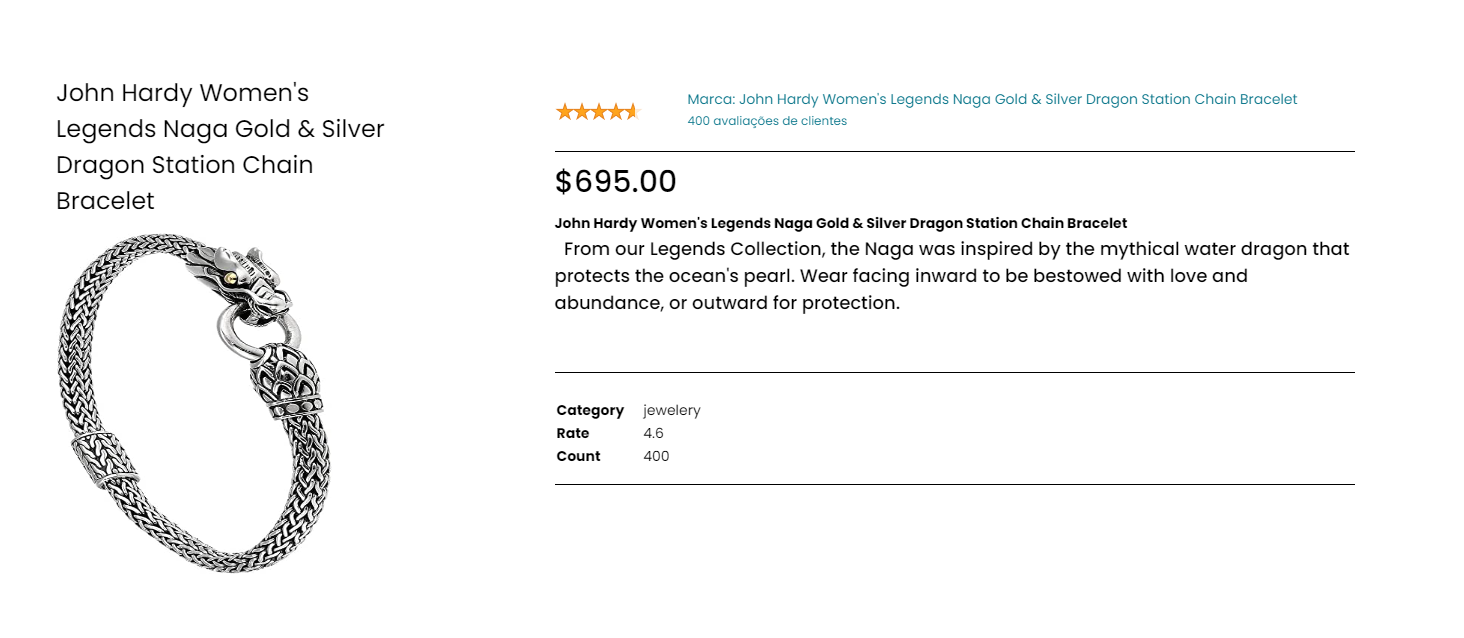 John Hardy Women's
Legends Naga Gold & Silver
Dragon Station Chain
Bracelet
Marca: John Hardy Women's Legends Naga Gold & Silver Dragon Station Chain Bracelet
400 avaliações de clientes
$695.00
John Hardy Women's Legends Naga Gold & Silver Dragon Station Chain Bracelet
From our Legends Collection, the Naga was inspired by the mythical water dragon that
protects the ocean's pearl. Wear facing inward to be bestowed with love and
abundance, or outward for protection.
Category jewelery
Rate 4.6
Count 400